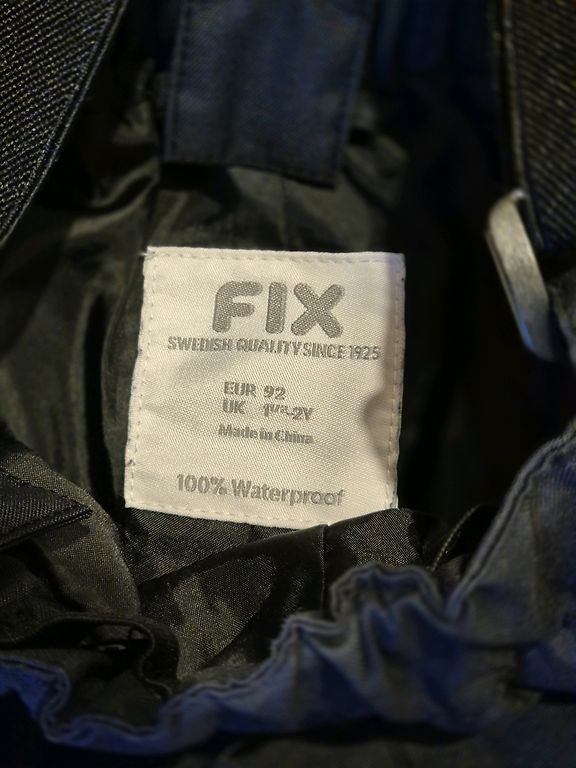 FIX
SWEDISH QUALITY SINCE 1925
EUR 92
UK 1½-2Y
Made in China
100% Waterproof